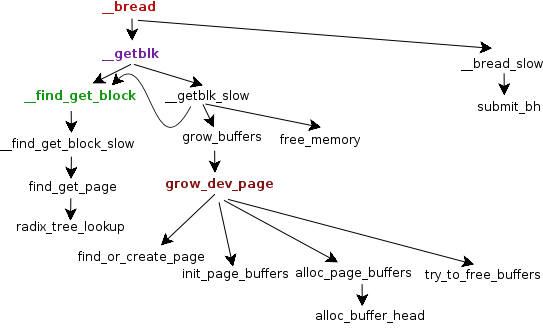 __bread
__getblk
__bread_slow
__find_get_block
__getblk_slow
submit_bh
grow_buffers
free_memory
__find_get_block_slow
find_get_page
grow_dev_page
radix_tree_lookup
find_or_create_page
init_page_buffers
alloc_page_buffers
try_to_free_buffers
alloc_buffer_head